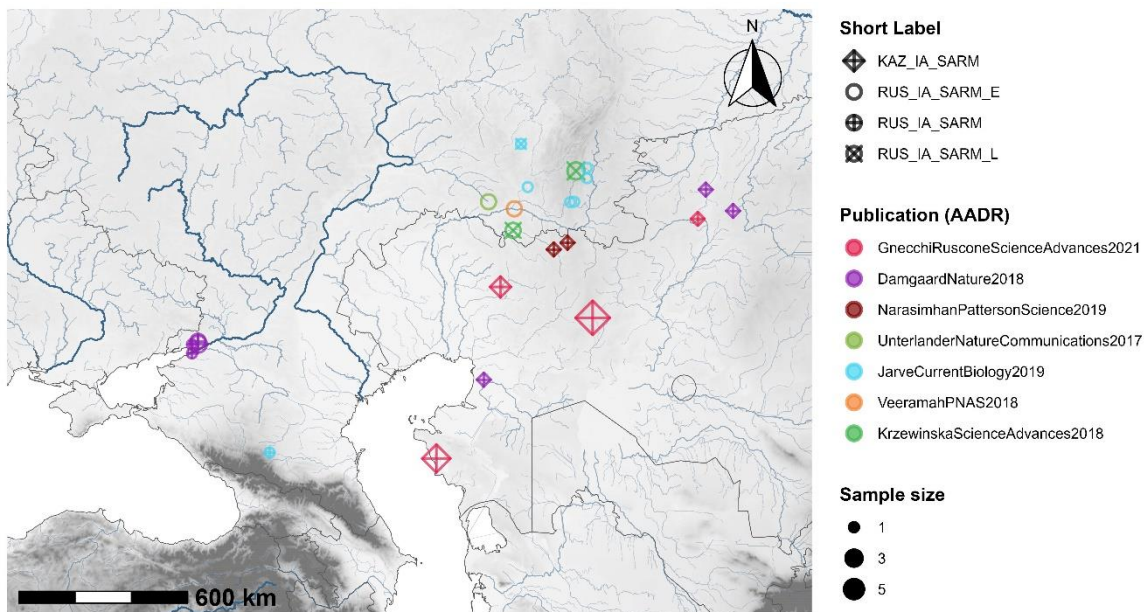 N
600 km
Short Label
KAZ_IA_SARM
RUS_IA_SARM_E
RUS_IA_SARM
RUS_IA_SARM_L
Publication (AADR)
GnecchiRusconeScienceAdvances2021
DamgaardNature2018
NarasimhanPattersonScience2019
UnterlanderNatureCommunications2017
JarveCurrentBiology2019
VeeramahPNAS2018
KrzewinskaScienceAdvances2018
Sample size
1
3
5